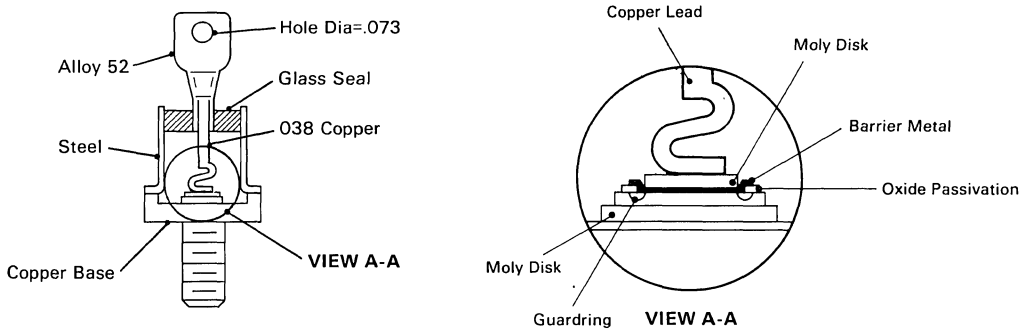 Hole Dia=.073
Alloy 52
Glass Seal
038 Copper
Steel
Copper Base
VIEW A-A
Copper Lead
Moly Disk
Barrier Metal
Oxide Passivation
Moly Disk
Guardring
VIEW A-A